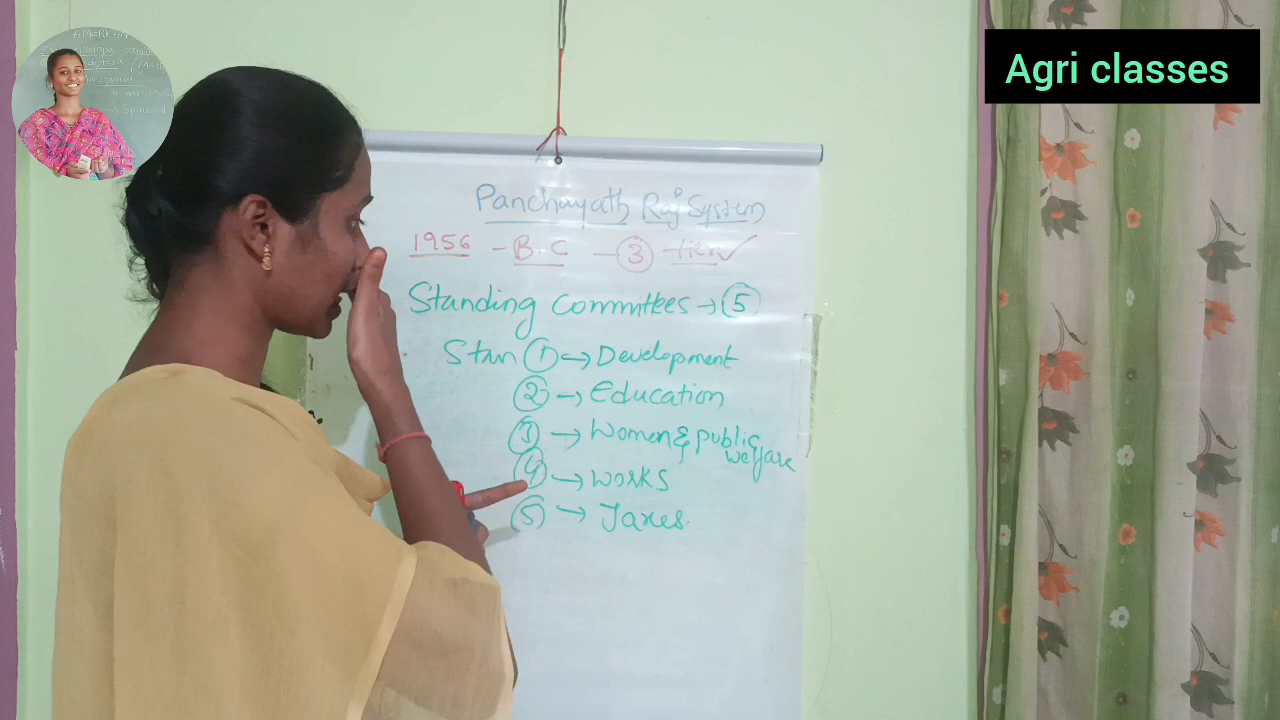 Agri classes
Panchayath Raj System
1956 - B.C - 3 tier ✓
Standing Committees → 5
Stan 1 → Development
2 → Education
3 → Women & public
welfare
4 → works
5 → Taxes.
→ Spinosad